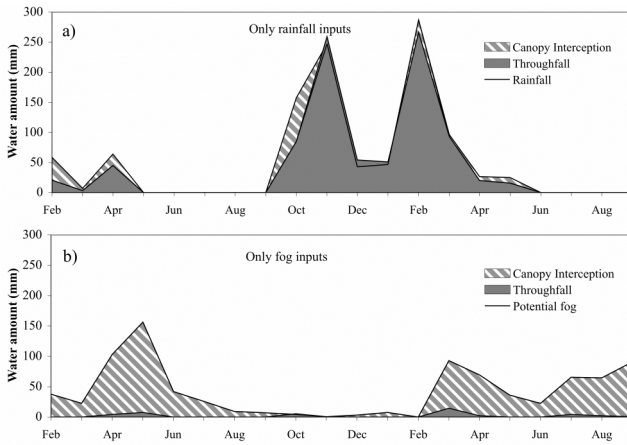 300
a)
Only rainfall inputs
250
Canopy Interception
200
Throughfall
Rainfall
150
100
50
0
Water amount (mm)
Feb Apr Jun Aug Oct Dec Feb Apr Jun Aug
300
b)
Only fog inputs
250
Canopy Interception
200
Throughfall
Potential fog
150
100
50
0
Water amount (mm)
Feb Apr Jun Aug Oct Dec Feb Apr Jun Aug